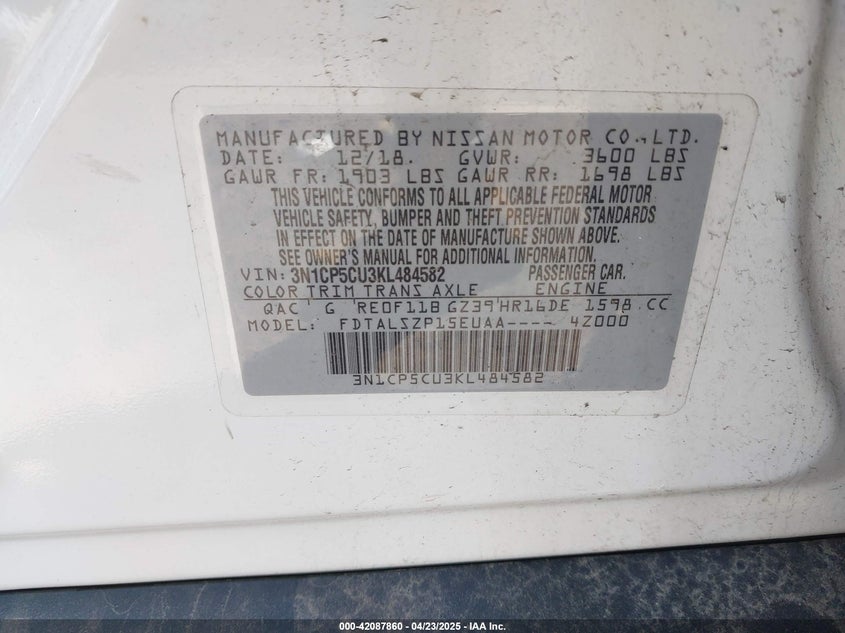 MANUFACTURED BY NISSAN MOTOR CO., LTD.
DATE: 12/18. GVWR: 3600 LBS
GAWR FR: 1903 LBS GAWR RR: 1698 LBS
THIS VEHICLE CONFORMS TO ALL APPLICABLE FEDERAL MOTOR
VEHICLE SAFETY, BUMPER AND THEFT PREVENTION STANDARDS
IN EFFECT ON THE DATE OF MANUFACTURE SHOWN ABOVE.
SEE OWNER'S MANUAL FOR ADDITIONAL INFORMATION.
VIN: 3N1CP5CU3KL484582 PASSENGER CAR.
COLOR TRIM TRANS AXLE ENGINE
QAC G RE0F11B GZ39 HR16DE 1598 CC
MODEL: FDTALSZP15EUAA---- 4Z000
3N1CP5CU3KL484582
000-42087860 - 04/23/2025 - IAA Inc.